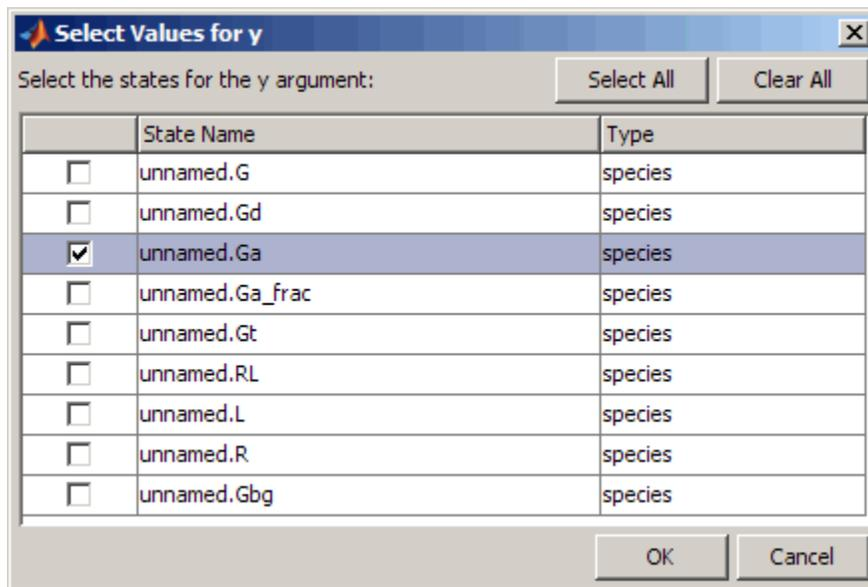 Select Values for y
Select the states for the y argument: Select All Clear All
State Name Type
unnamed.G species
unnamed.Gd species
unnamed.Ga species
unnamed.Ga_frac species
unnamed.Gt species
unnamed.RL species
unnamed.L species
unnamed.R species
unnamed.Gbg species
OK Cancel